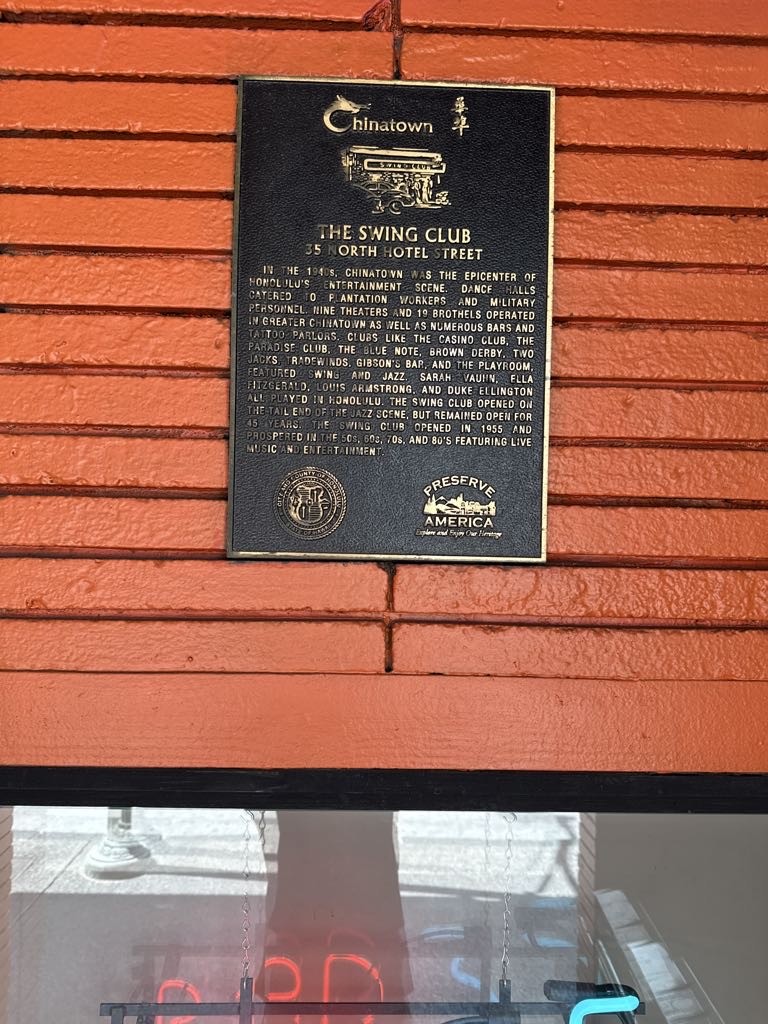 Chinatown 華埠
SWING CLUB
THE SWING CLUB
35 NORTH HOTEL STREET
IN THE 1940s, CHINATOWN WAS THE EPICENTER OF
HONOLULU'S ENTERTAINMENT SCENE. DANCE HALLS
CATERED TO PLANTATION WORKERS AND MILITARY
PERSONNEL. NINE THEATERS AND 19 BROTHELS OPERATED
IN GREATER CHINATOWN AS WELL AS NUMEROUS BARS AND
TATTOO PARLORS. CLUBS LIKE THE CASINO CLUB, THE
PARADISE CLUB, THE BLUE NOTE, BROWN DERBY, TWO
JACKS, TRADEWINDS, GIBSON'S BAR, AND THE PLAYROOM,
FEATURED SWING AND JAZZ. SARAH VAUHN, ELLA
FITZGERALD, LOUIS ARMSTRONG, AND DUKE ELLINGTON
ALL PLAYED IN HONOLULU. THE SWING CLUB OPENED ON
THE TAIL END OF THE JAZZ SCENE, BUT REMAINED OPEN FOR
45 YEARS. THE SWING CLUB OPENED IN 1955 AND
PROSPERED IN THE 50s, 60s, 70s, AND 80's FEATURING LIVE
MUSIC AND ENTERTAINMENT.
CITY AND COUNTY OF HONOLULU
PRESERVE
AMERICA
Explore and Enjoy Our Heritage